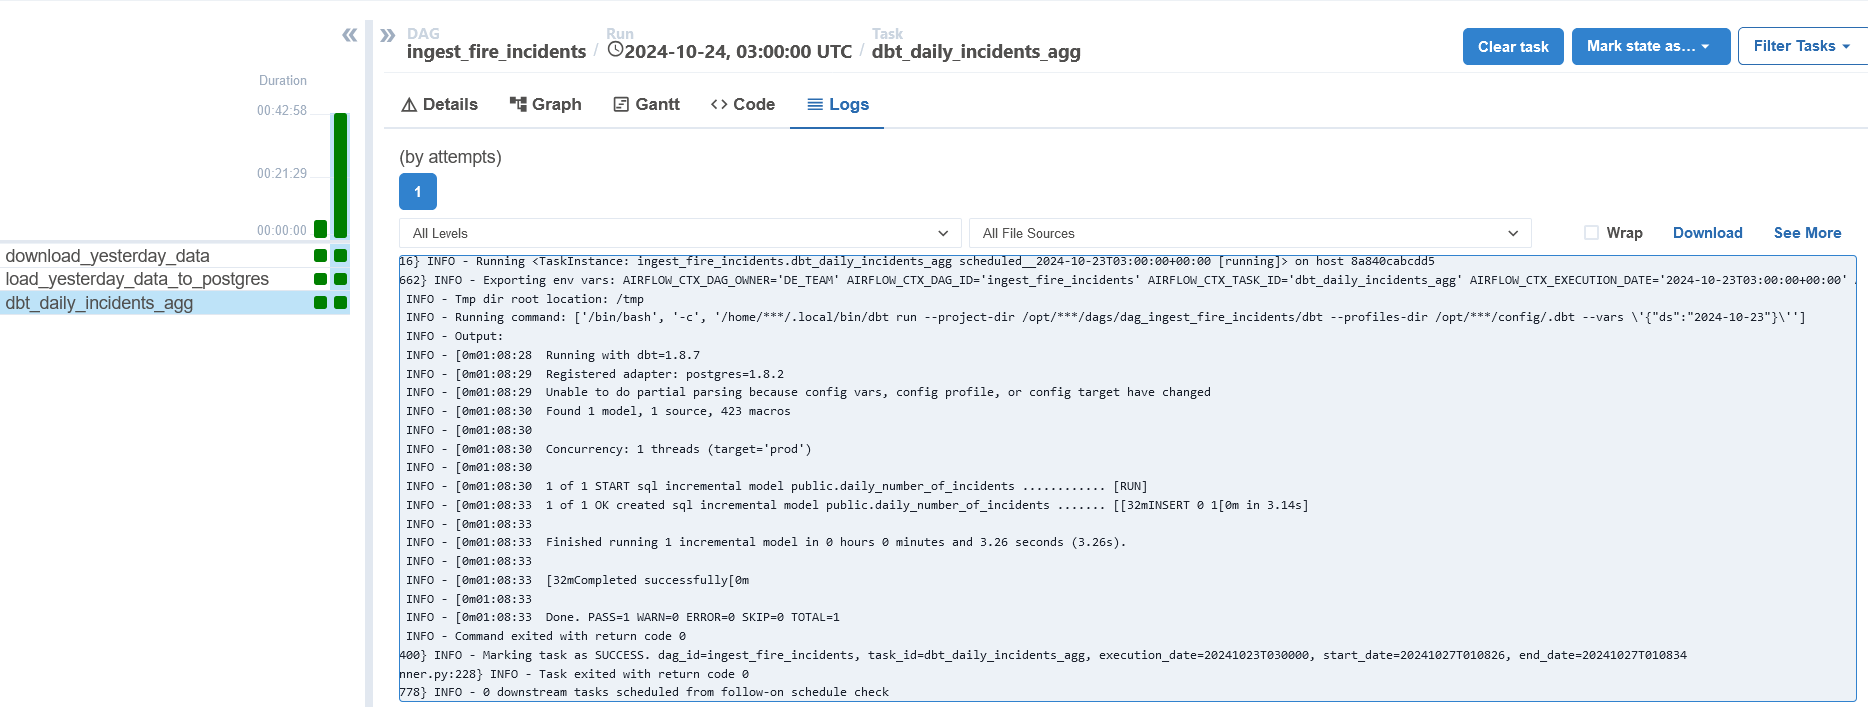 DAG
Run
Task
ingest_fire_incidents / 2024-10-24, 03:00:00 UTC / dbt_daily_incidents_agg
Clear task
Mark state as...
Filter Tasks
Duration
00:42:58
00:21:29
00:00:00
download_yesterday_data
load_yesterday_data_to_postgres
dbt_daily_incidents_agg
Details
Graph
Gantt
Code
Logs
(by attempts)
1
All Levels
All File Sources
Wrap
Download
See More
16} INFO - Running <TaskInstance: ingest_fire_incidents.dbt_daily_incidents_agg scheduled__2024-10-23T03:00:00+00:00 [running]> on host 8a840cabcdd5
662} INFO - Exporting env vars: AIRFLOW_CTX_DAG_OWNER='DE_TEAM' AIRFLOW_CTX_DAG_ID='ingest_fire_incidents' AIRFLOW_CTX_TASK_ID='dbt_daily_incidents_agg' AIRFLOW_CTX_EXECUTION_DATE='2024-10-23T03:00:00+00:00'
INFO - Tmp dir root location: /tmp
INFO - Running command: ['/bin/bash', '-c', '/home/***/.local/bin/dbt run --project-dir /opt/***/dags/dag_ingest_fire_incidents/dbt --profiles-dir /opt/***/config/.dbt --vars \'{"ds":"2024-10-23"}\'']
INFO - Output:
INFO - [0m01:08:28  Running with dbt=1.8.7
INFO - [0m01:08:29  Registered adapter: postgres=1.8.2
INFO - [0m01:08:29  Unable to do partial parsing because config vars, config profile, or config target have changed
INFO - [0m01:08:30  Found 1 model, 1 source, 423 macros
INFO - [0m01:08:30
INFO - [0m01:08:30  Concurrency: 1 threads (target='prod')
INFO - [0m01:08:30
INFO - [0m01:08:30  1 of 1 START sql incremental model public.daily_number_of_incidents ............ [RUN]
INFO - [0m01:08:33  1 of 1 OK created sql incremental model public.daily_number_of_incidents ....... [[32mINSERT 0 1[0m in 3.14s]
INFO - [0m01:08:33
INFO - [0m01:08:33  Finished running 1 incremental model in 0 hours 0 minutes and 3.26 seconds (3.26s).
INFO - [0m01:08:33
INFO - [0m01:08:33  [32mCompleted successfully[0m
INFO - [0m01:08:33
INFO - [0m01:08:33  Done. PASS=1 WARN=0 ERROR=0 SKIP=0 TOTAL=1
INFO - Command exited with return code 0
400} INFO - Marking task as SUCCESS. dag_id=ingest_fire_incidents, task_id=dbt_daily_incidents_agg, execution_date=20241023T030000, start_date=20241027T010826, end_date=20241027T010834
nner.py:228} INFO - Task exited with return code 0
778} INFO - 0 downstream tasks scheduled from follow-on schedule check